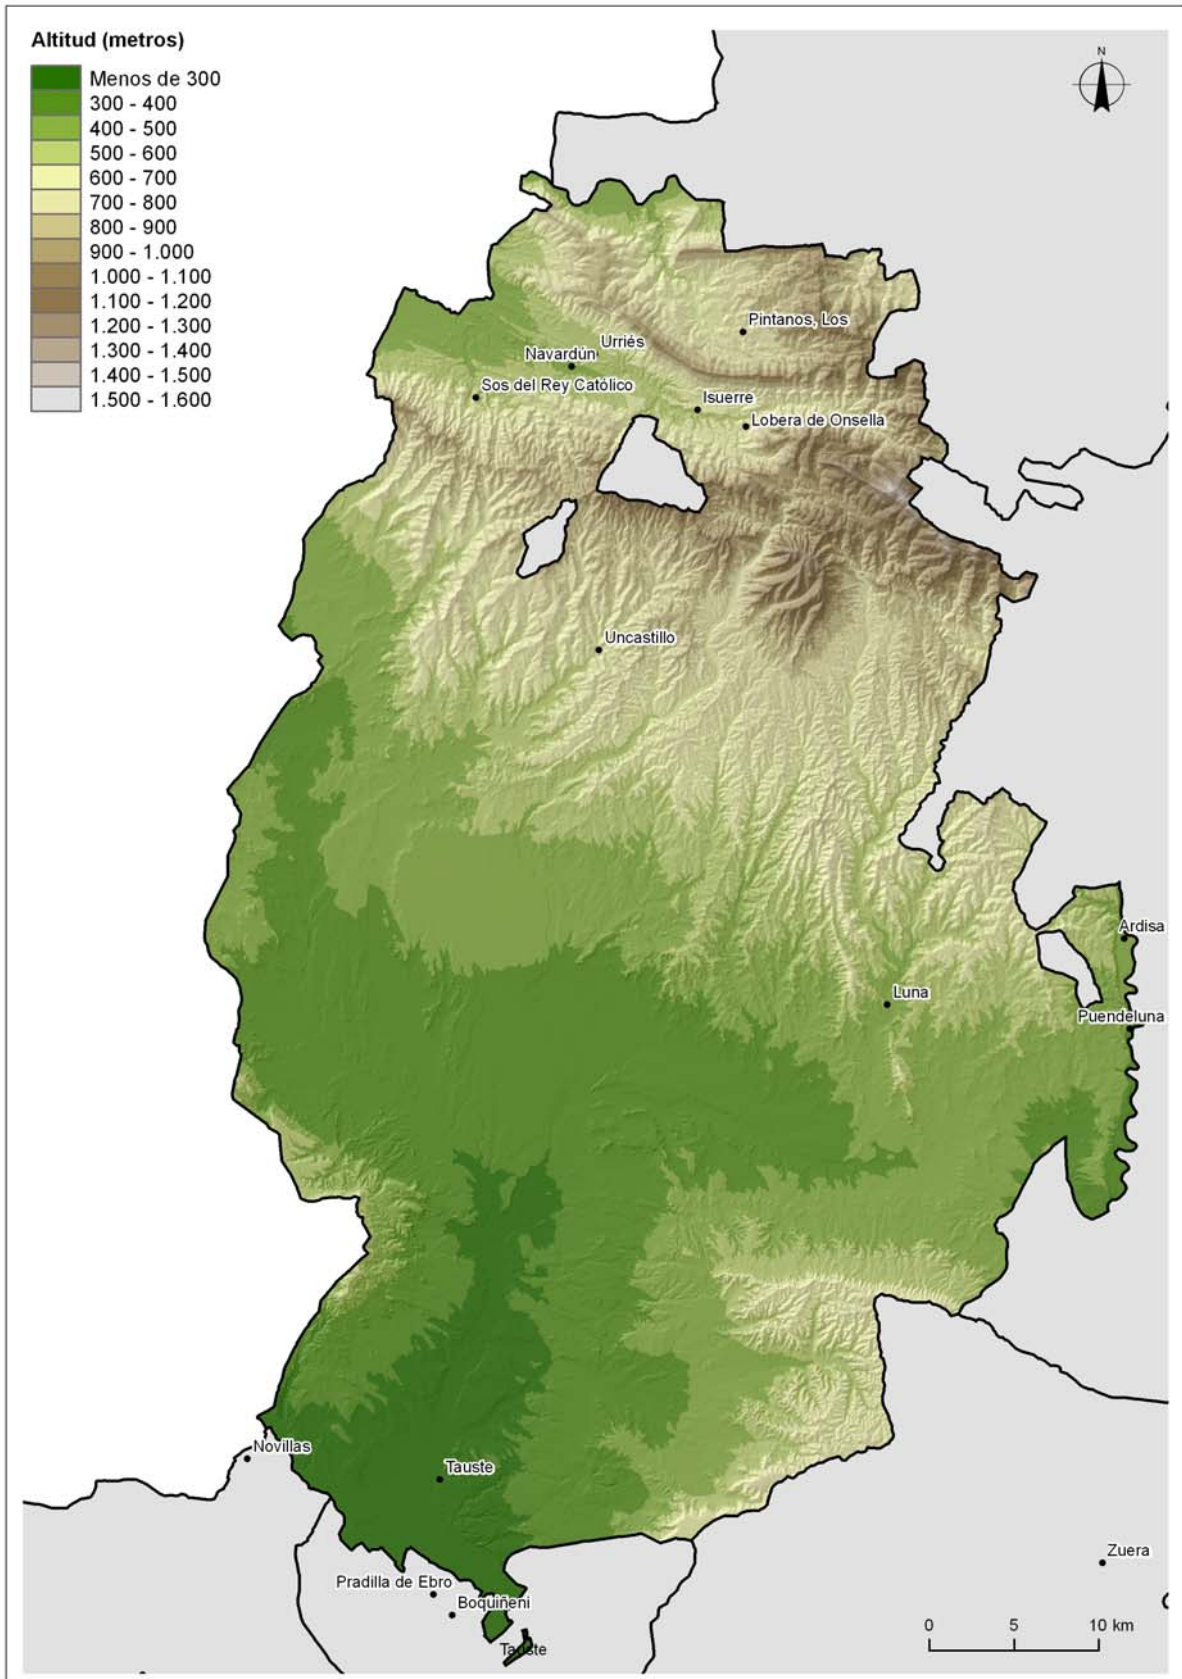 Altitud (metros)
Menos de 300
300 - 400
400 - 500
500 - 600
600 - 700
700 - 800
800 - 900
900 - 1.000
1.000 - 1.100
1.100 - 1.200
1.200 - 1.300
1.300 - 1.400
1.400 - 1.500
1.500 - 1.600
N
Pintanos, Los
Urriés
Navardún
Sos del Rey Católico
Isuerre
Lobera de Onsella
Uncastillo
Ardisa
Luna
Puendeluna
Novillas
Tauste
Zuera
Pradilla de Ebro
Boquiñeni
Tauste
0 5 10 km